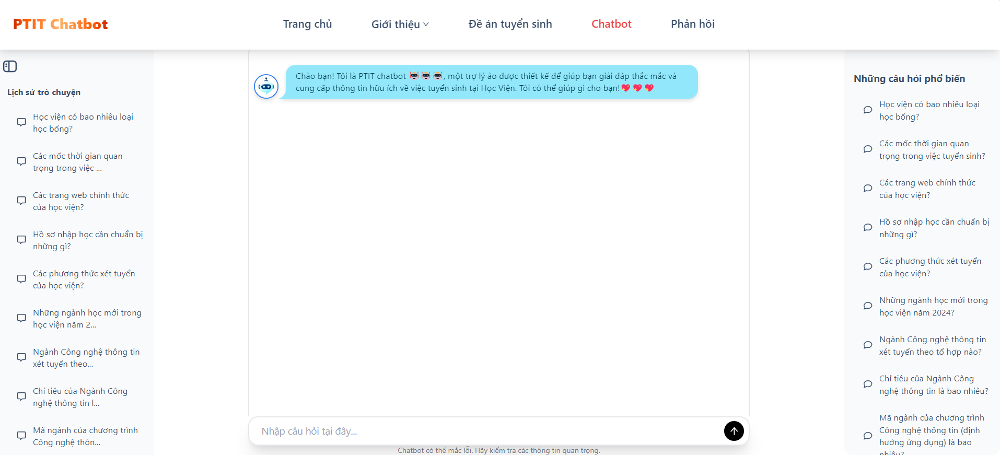 PTIT Chatbot
Trang chủ
Giới thiệu
Đề án tuyển sinh
Chatbot
Phản hồi
Lịch sử trò chuyện
Học viện có bao nhiêu loại
học bổng?
Các mốc thời gian quan
trọng trong việc ...
Các trang web chính thức
của học viện?
Hồ sơ nhập học cần chuẩn bị
những gì?
Các phương thức xét tuyển
của học viện?
Những ngành học mới trong
học viện năm 2...
Ngành Công nghệ thông tin
xét tuyển theo...
Chỉ tiêu của Ngành Công
nghệ thông tin l...
Mã ngành của chương trình
Công nghệ thôn...
Chào bạn! Tôi là PTIT chatbot 🤖 🤖 🤖, một trợ lý ảo được thiết kế để giúp bạn giải đáp thắc mắc và
cung cấp thông tin hữu ích về việc tuyển sinh tại Học Viện. Tôi có thể giúp gì cho bạn!💖 💖 💖
Nhập câu hỏi tại đây...
Chatbot có thể mắc lỗi. Hãy kiểm tra các thông tin quan trọng.
Những câu hỏi phổ biến
Học viện có bao nhiêu loại
học bổng?
Các mốc thời gian quan
trọng trong việc tuyển sinh?
Các trang web chính thức
của học viện?
Hồ sơ nhập học cần chuẩn bị
những gì?
Các phương thức xét tuyển
của học viện?
Những ngành học mới trong
học viện năm 2024?
Ngành Công nghệ thông tin
xét tuyển theo tổ hợp nào?
Chỉ tiêu của Ngành Công
nghệ thông tin là bao nhiêu?
Mã ngành của chương trình
Công nghệ thông tin (định
hướng ứng dụng) là bao
nhiêu?